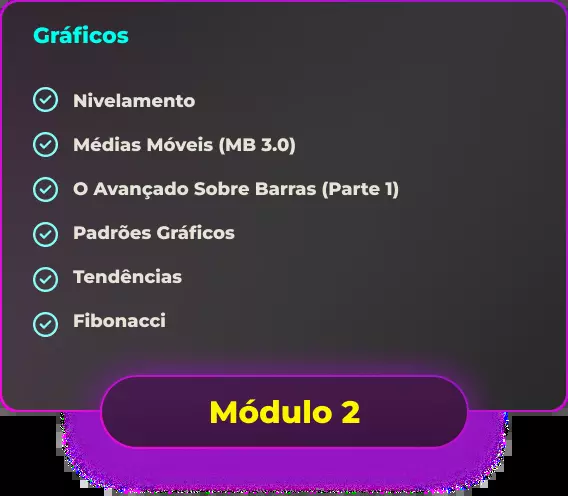 Gráficos
Nivelamento
Médias Móveis (MB 3.0)
O Avançado Sobre Barras (Parte 1)
Padrões Gráficos
Tendências
Fibonacci
Módulo 2